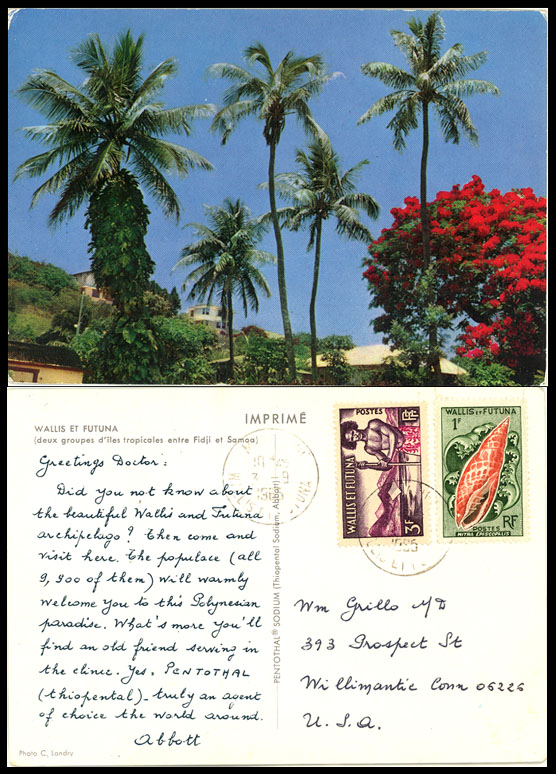 WALLIS ET FUTUNA
(deux groupes d'îles tropicales entre Fidji et Samoa)
IMPRIMÉ
Greetings Doctor:
Did you not know about
the beautiful Wallis and Futuna
archipelago? Then come and
visit here. The populace (all
9,900 of them) will warmly
welcome you to this Polynesian
paradise. What's more you'll
find an old friend serving in
the clinic. Yes, PENTOTHAL
(thiopental) - truly an agent
of choice the world around.
Abbott
Photo C, Landry
PENTOTHAL® SODIUM (Thiopental Sodium, Abbott)
POSTES RF
WALLIS ET FUTUNA
3F
WALLIS ET FUTUNA
1F
POSTES
MITRA EPISCOPALIS
RF
Wm Grillo MD
393 Prospect St
Willimantic Conn 06226
U.S.A.